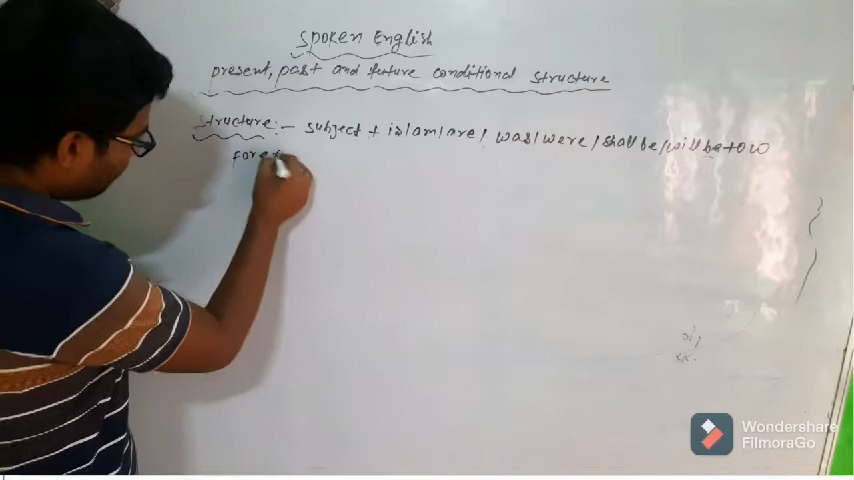 Spoken English
present, past and future conditional structure
structure:- subject + is/am/are/ was/were/shall be/will be + to
fore
Wondershare
FilmoraGo